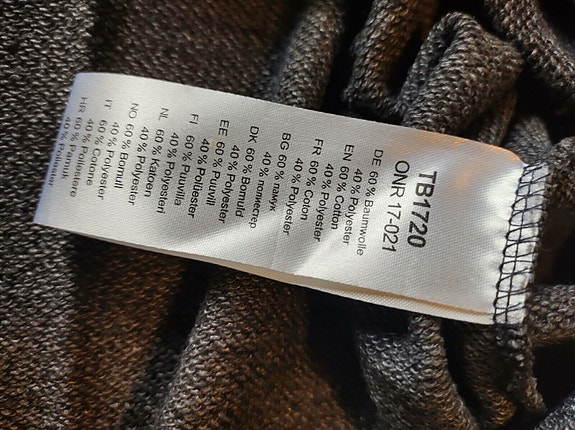 TB1720
ONR 17-021
DE 60 % Baumwolle
40 % Polyester
EN 60 % Cotton
40 % Polyester
FR 60 % Coton
40 % Polyester
BG 60 % памук
40 % полиестер
DK 60 % Bomuld
40 % Polyester
EE 60 % Puuvill
40 % Polüester
FI 60 % Puuvilla
40 % Polyesteri
NL 60 % Katoen
40 % Polyester
NO 60 % Bomull
40 % Polyester
IT 60 % Cotone
40 % Poliestere
HR 60 % Pamuk
40 % Poliester